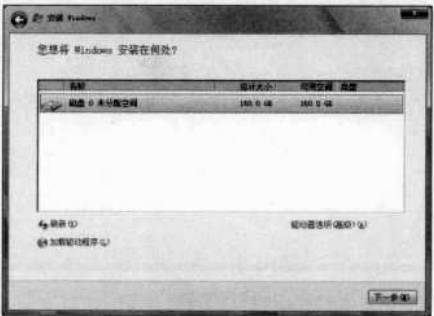 安装 Windows
您想将 Windows 安装在何处?
名称 总计大小 可用空间 类型
磁盘 0 未分配空间 160.0 GB 160.0 GB
刷新(R) 驱动器选项(高级)(A)
加载驱动程序(L)
下一步(N)